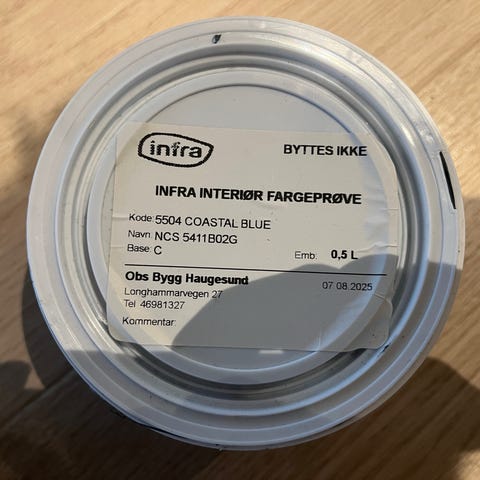 infra
BYTTES IKKE
INFRA INTERIØR FARGEPRØVE
Kode: 5504 COASTAL BLUE
Navn: NCS 5411B02G
Base: C
Emb: 0,5 L
Obs Bygg Haugesund
07.08.2025
Longhammarvegen 27
Tel 46981327
Kommentar: